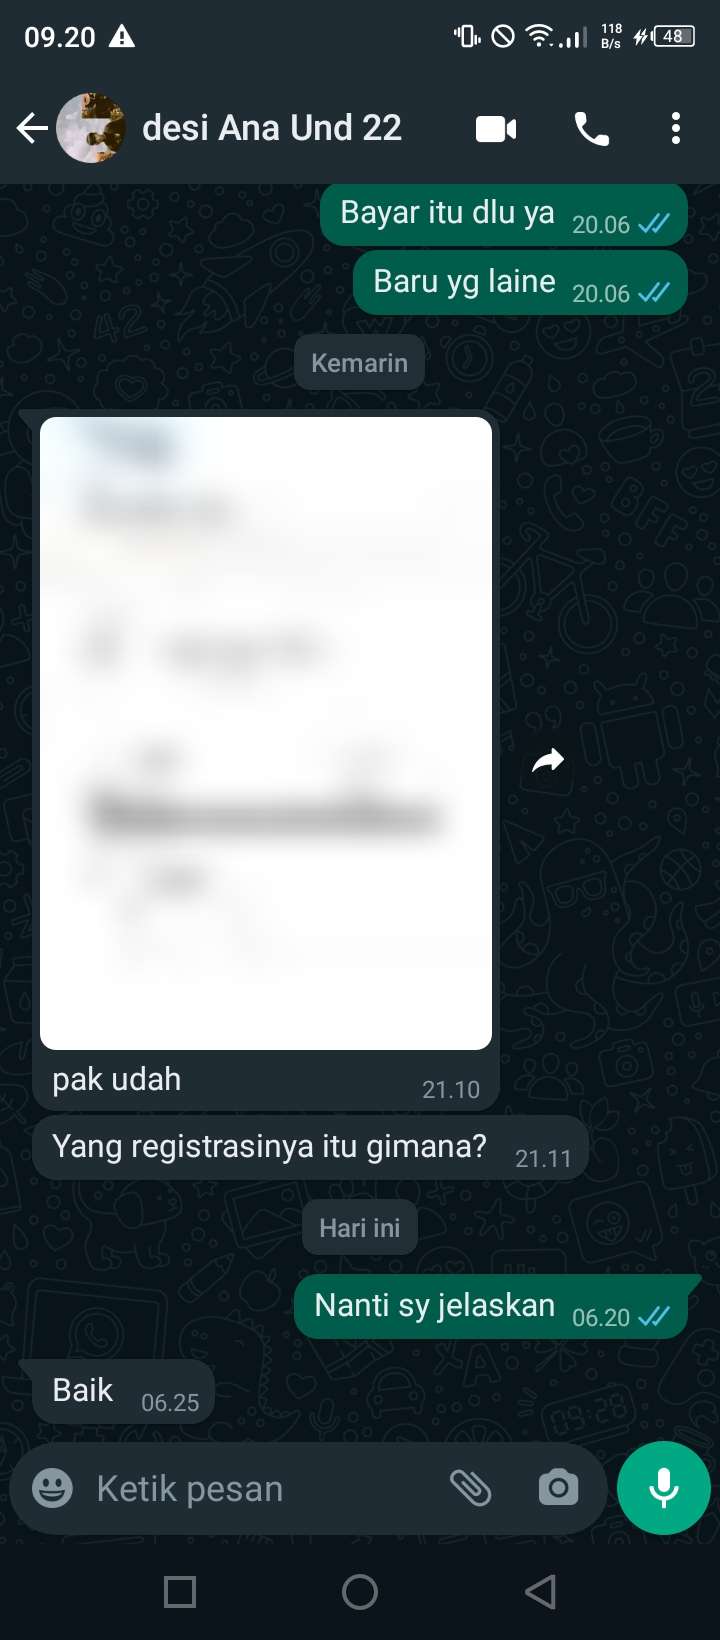 09.20
118
B/s
48
desi Ana Und 22
Bayar itu dlu ya 20.06
Baru yg laine 20.06
Kemarin
pak udah 21.10
Yang registrasinya itu gimana? 21.11
Hari ini
Nanti sy jelaskan 06.20
Baik 06.25
Ketik pesan